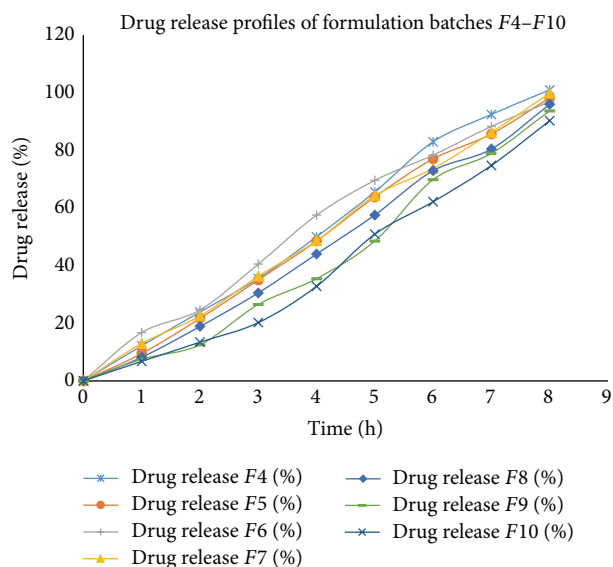 Drug release profiles of formulation batches F4–F10
120
100
80
60
40
20
0
Drug release (%)
0 1 2 3 4 5 6 7 8 9
Time (h)
Drug release F4 (%)
Drug release F5 (%)
Drug release F6 (%)
Drug release F7 (%)
Drug release F8 (%)
Drug release F9 (%)
Drug release F10 (%)